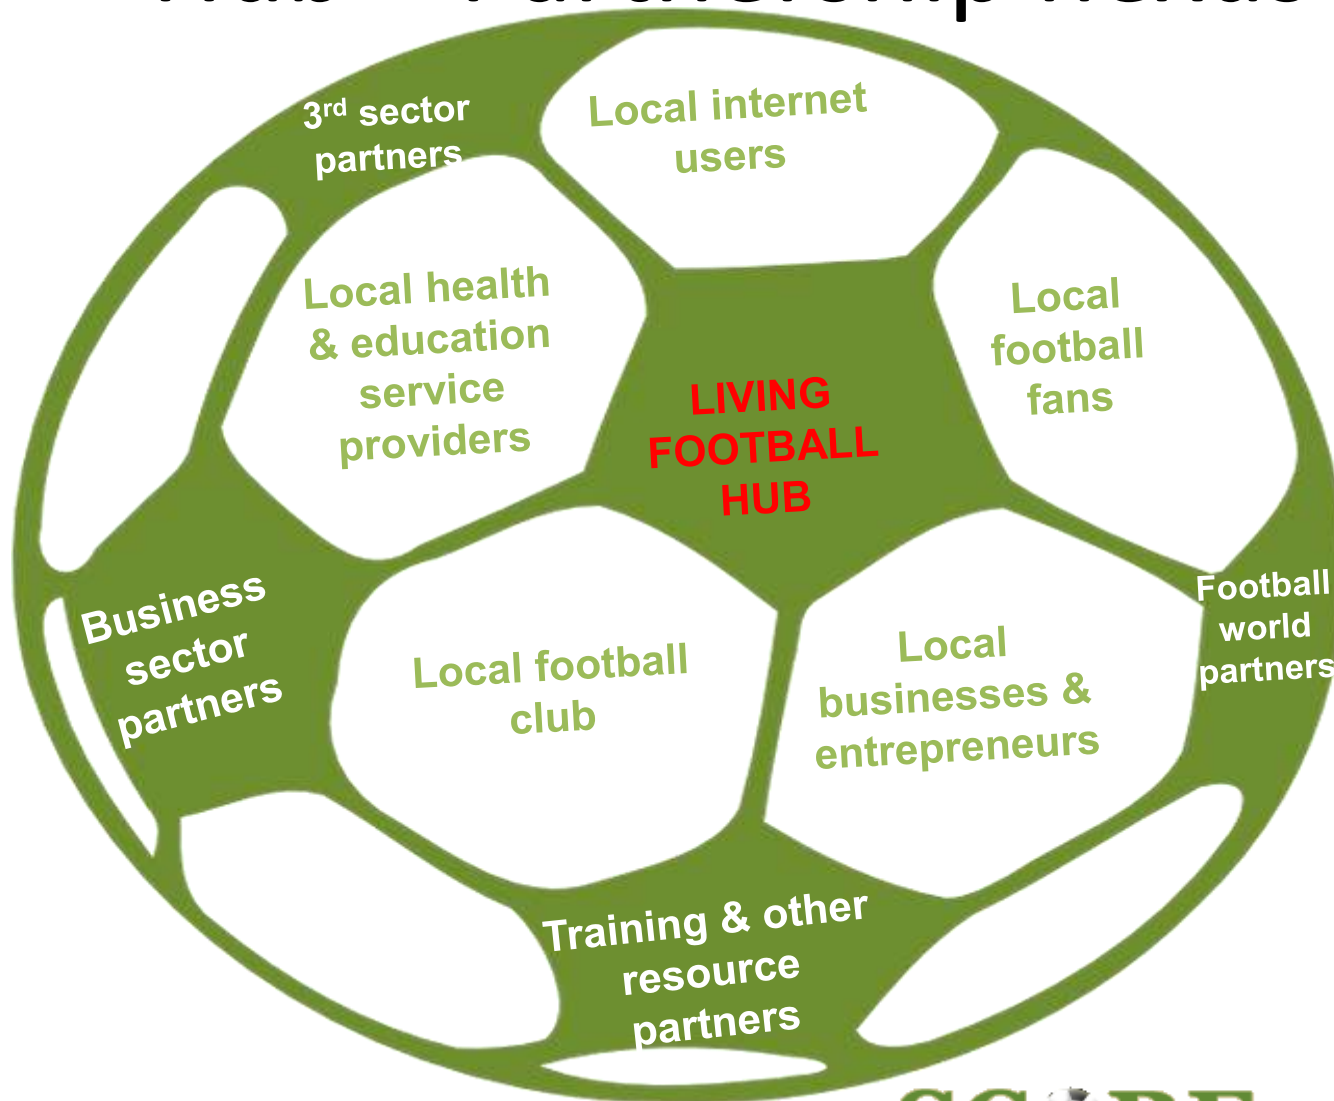 Partnership
3rd sector
partners
Local internet
users
Local health
& education
service
providers
Local
football
fans
LIVING
FOOTBALL
HUB
Business
sector
partners
Football
world
partners
Local football
club
Local
businesses &
entrepreneurs
Training & other
resource
partners